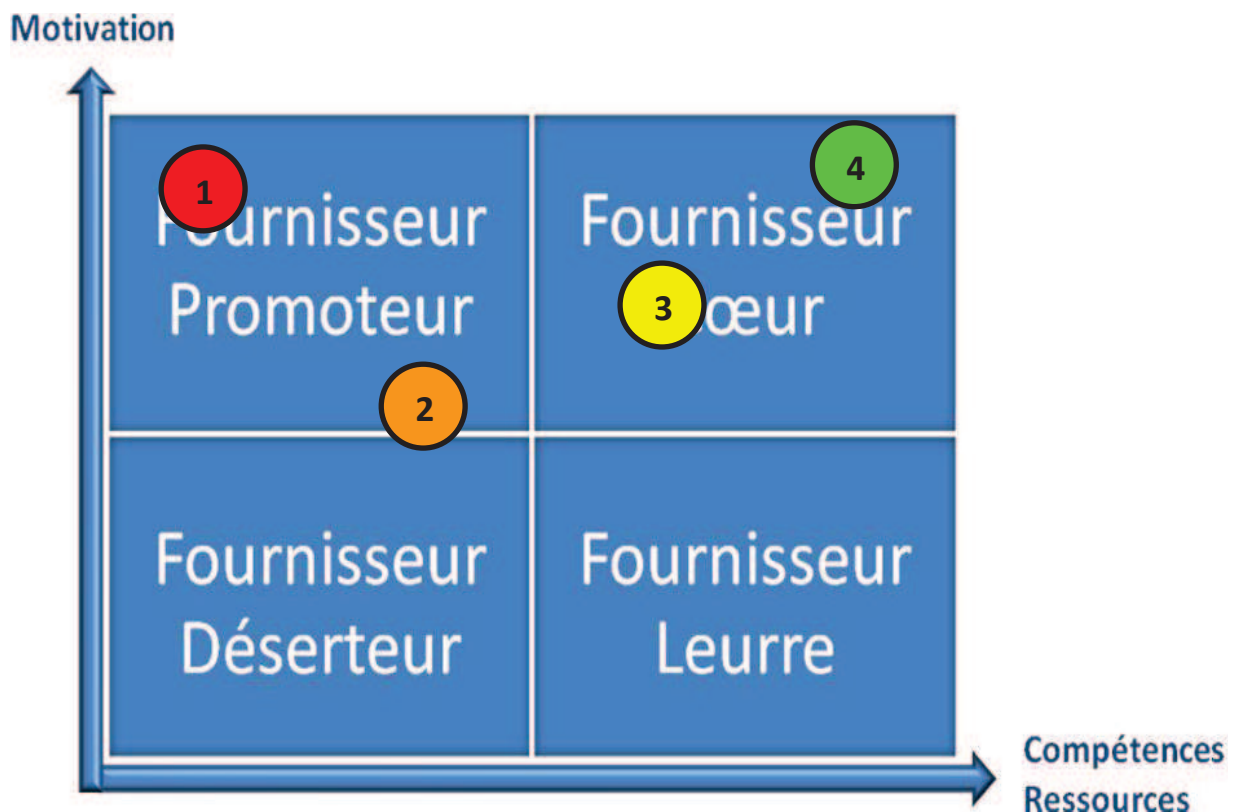 Motivation
1
4
Fournisseur
Promoteur
Fournisseur
3
œur
2
Fournisseur
Déserteur
Fournisseur
Leurre
Compétences
Ressources